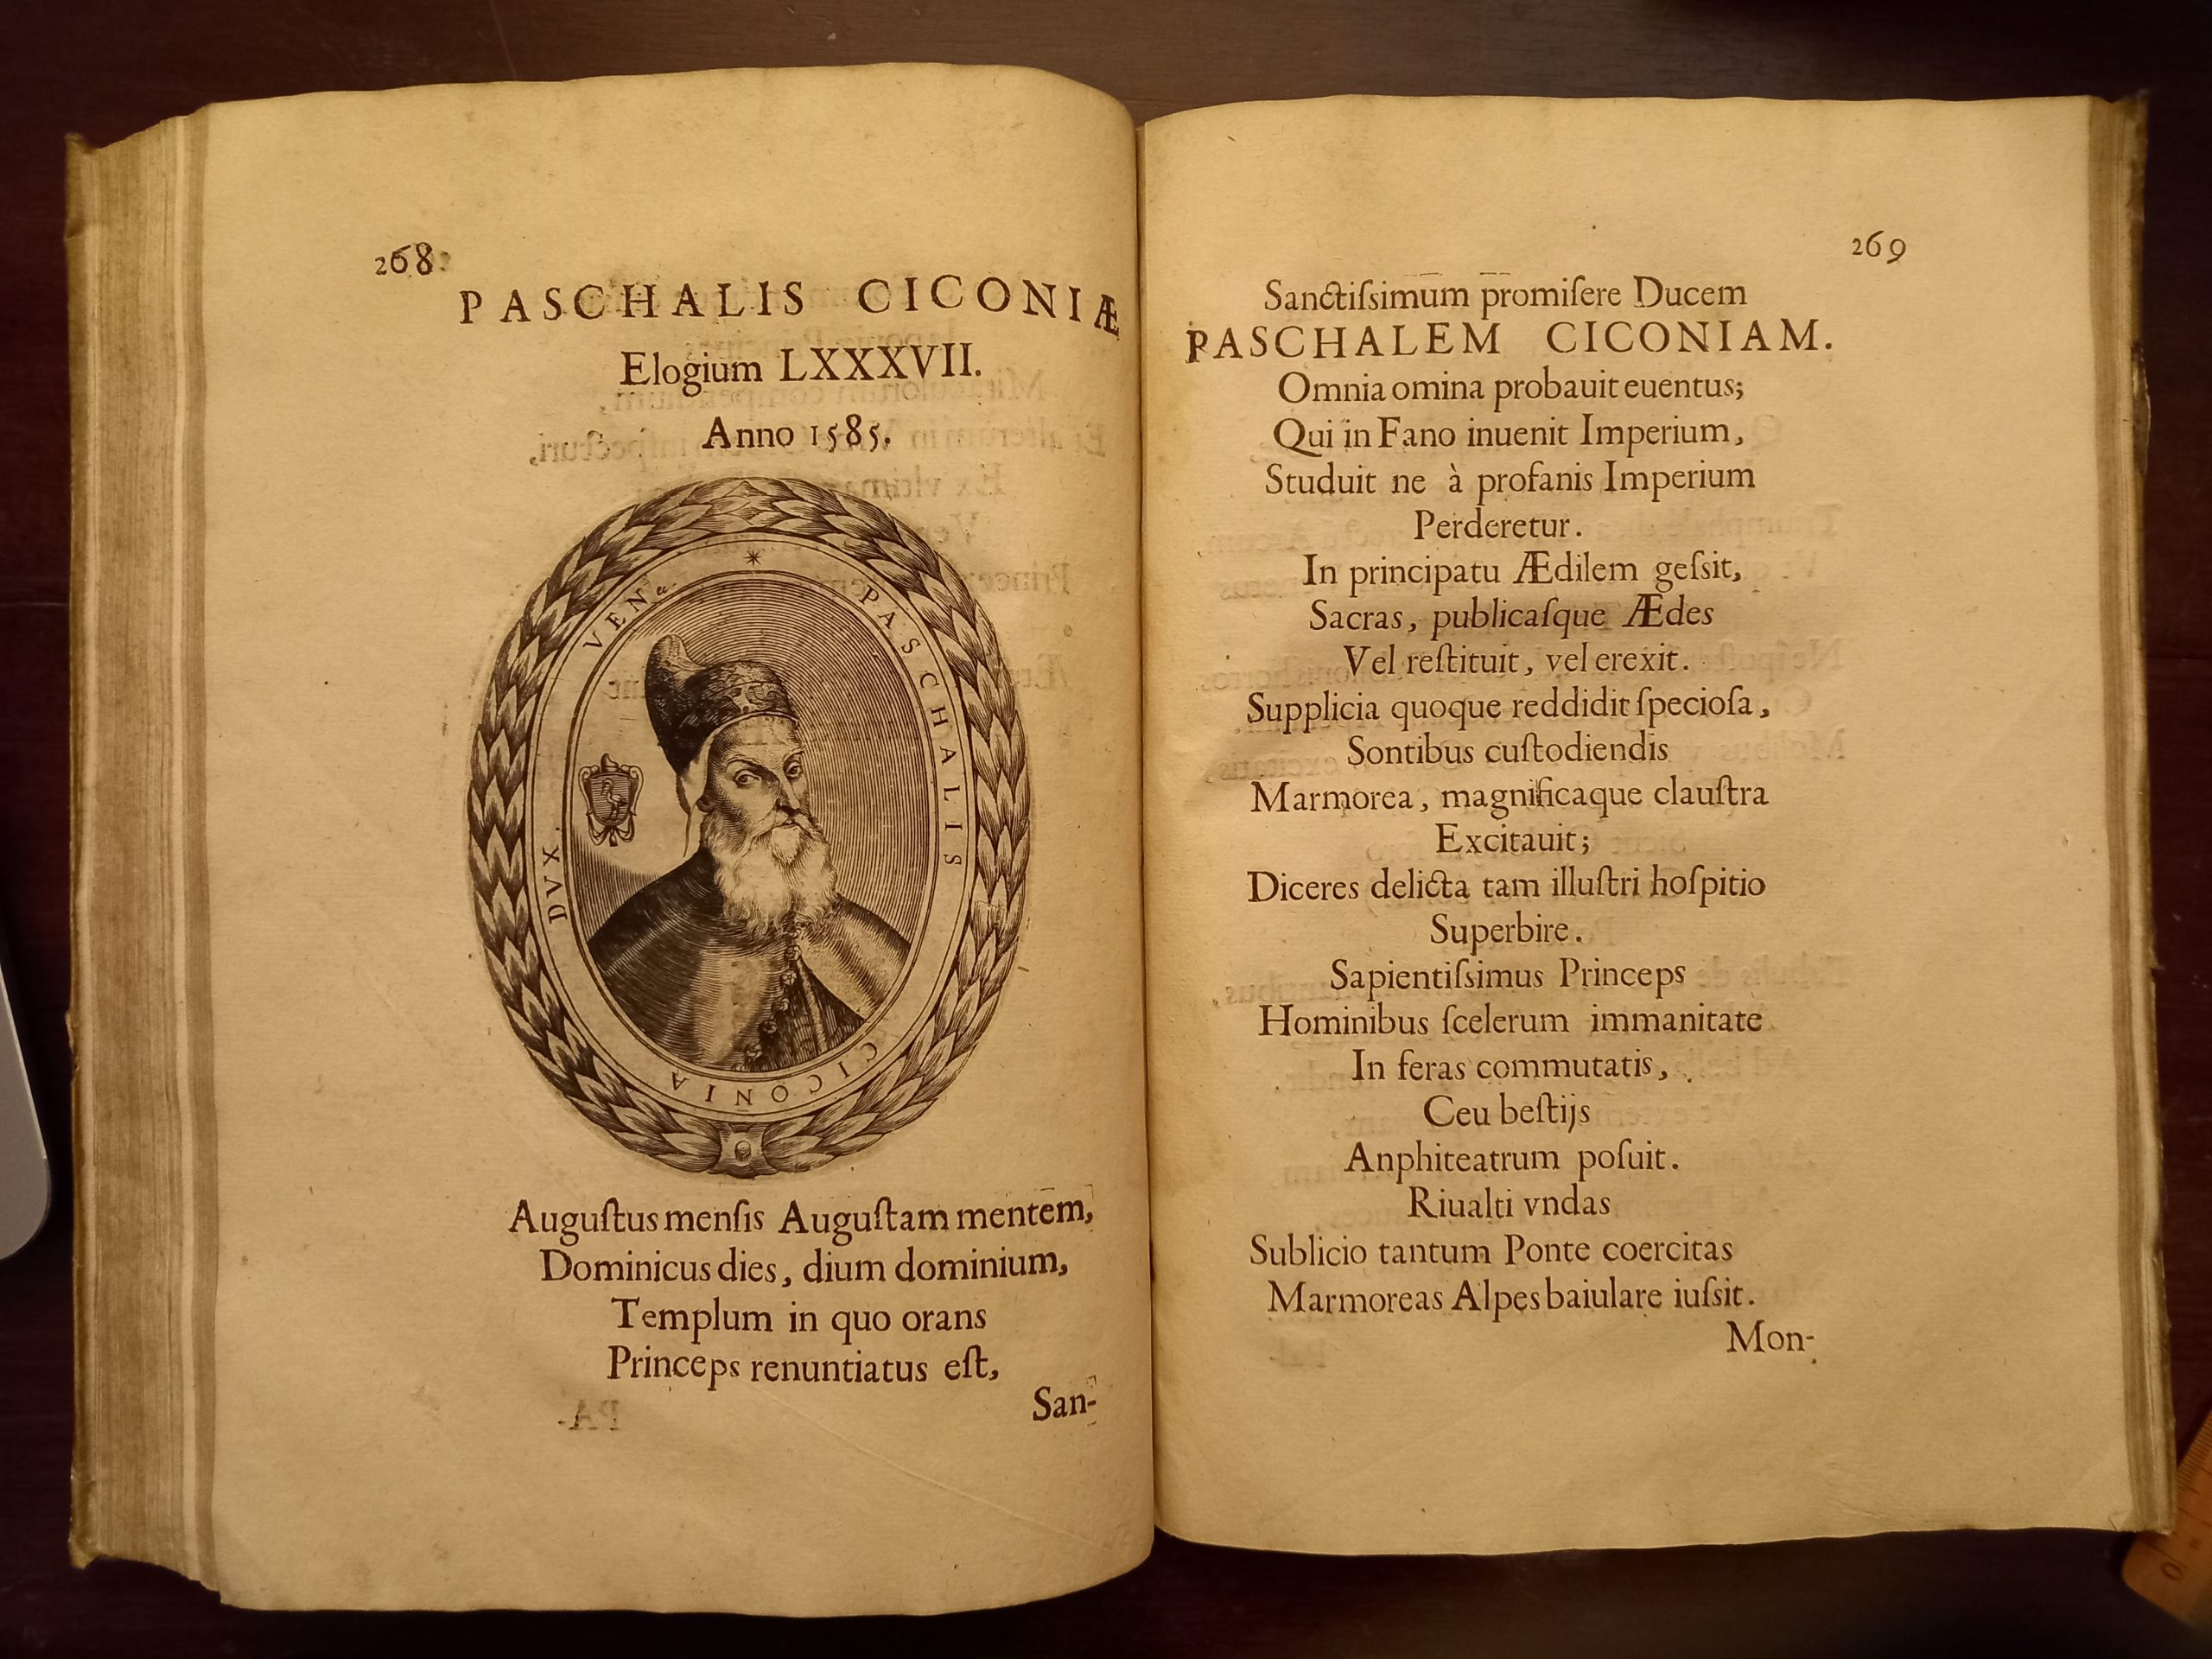 268
PASCHALIS CICONIÆ
Elogium LXXXVII.
Anno 1585.
PASCHALIS CICONIA DVX. VEN
Auguſtus menſis Auguſtam mentem,
Dominicus dies, dium dominium,
Templum in quo orans
Princeps renuntiatus eſt,
San-
269
Sanctiſsimum promiſere Ducem
PASCHALEM CICONIAM.
Omnia omina probauit euentus;
Qui in Fano inuenit Imperium,
Studuit ne à profanis Imperium
Perderetur.
In principatu Ædilem geſsit,
Sacras, publicaſque Ædes
Vel reſtituit, vel erexit.
Supplicia quoque reddidit ſpecioſa,
Sontibus cuſtodiendis
Marmorea, magnificaque clauſtra
Excitauit;
Diceres delicta tam illuſtri hoſpitio
Superbire.
Sapientiſsimus Princeps
Hominibus ſcelerum immanitate
In feras commutatis,
Ceu beſtijs
Anphiteatrum poſuit.
Riualti vndas
Sublicio tantum Ponte coercitas
Marmoreas Alpes baiulare iuſsit.
Mon-